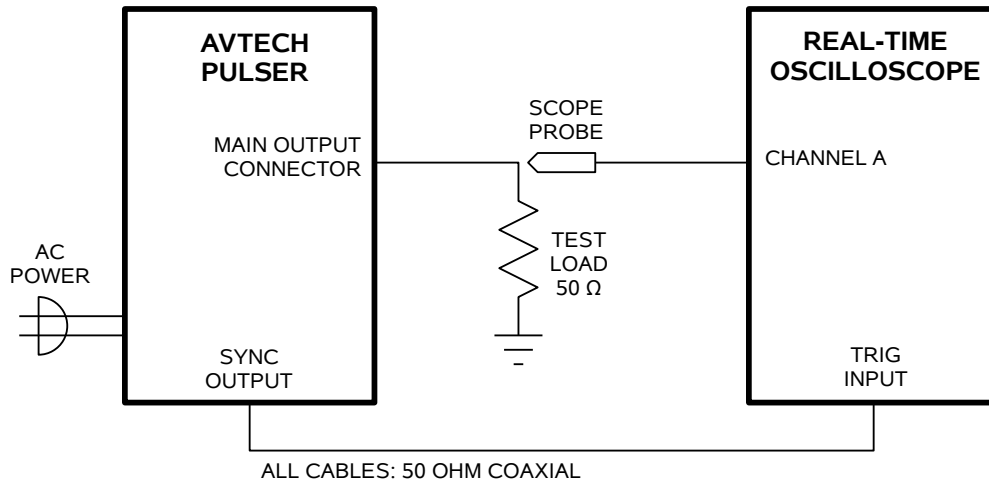 AVTECH
PULSER
REAL-TIME
OSCILLOSCOPE
SCOPE
PROBE
MAIN OUTPUT
CONNECTOR
CHANNEL A
TEST
LOAD
50 Ω
AC
POWER
SYNC
OUTPUT
TRIG
INPUT
ALL CABLES: 50 OHM COAXIAL